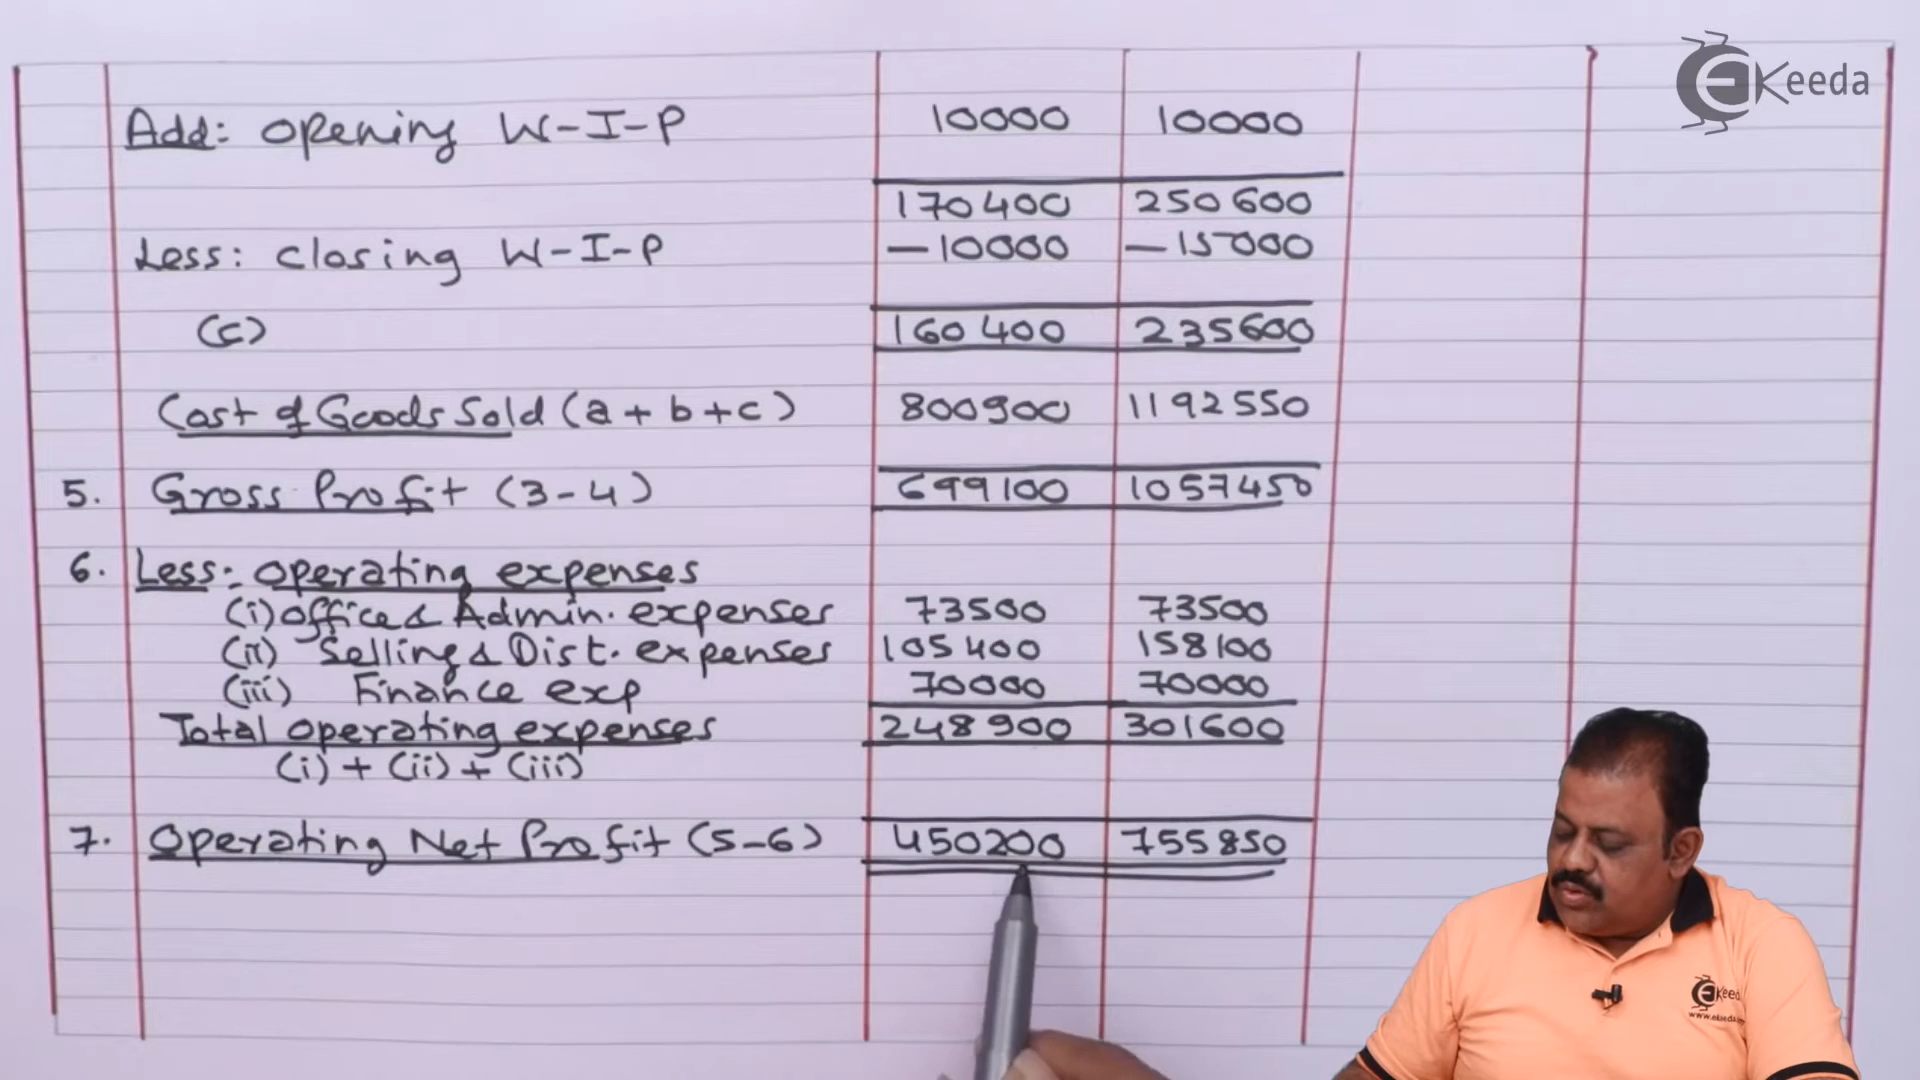 Keeda
Add: opening W-I-P 10000 10000
170400 250600
Less: closing W-I-P — 10000 — 15000
(c) 160400 235600
Cost of Goods Sold (a + b + c) 800900 1192550
5. Gross Profit (3 - 4) 699100 1057450
6. Less: operating expenses
(i) office & Admin. expenses 73500 73500
(ii) Selling & Dist. expenses 105400 158100
(iii) Finance exp 70000 70000
Total operating expenses 248900 301600
(i) + (ii) + (iii)
7. Operating Net Profit (5-6) 450200 755850